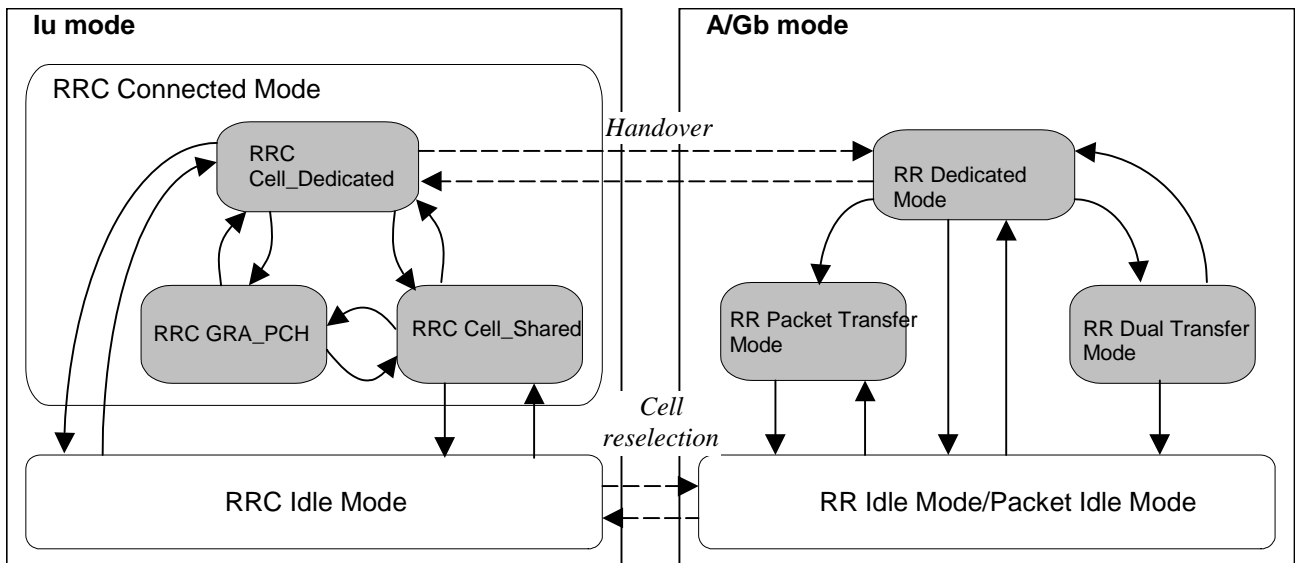 Iu mode
A/Gb mode
RRC Connected Mode
RRC
Cell_Dedicated
Handover
RR Dedicated
Mode
RRC GRA_PCH
RRC Cell_Shared
RR Packet Transfer
Mode
RR Dual Transfer
Mode
Cell
reselection
RRC Idle Mode
RR Idle Mode/Packet Idle Mode